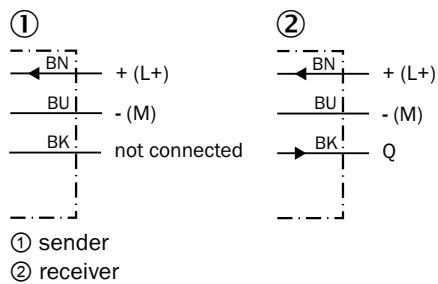 ① ②
BN + (L+) BN + (L+)
BU - (M) BU - (M)
BK not connected BK Q
① sender
② receiver